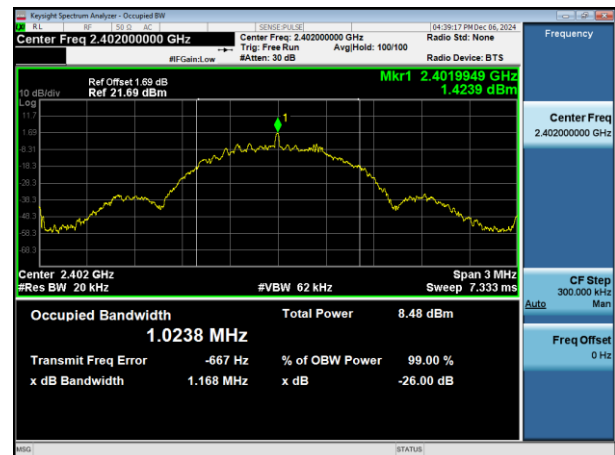 Keysight Spectrum Analyzer - Occupied BW
RL RF 50 Ω AC SENSE:PULSE 04:39:17 PM Dec 06, 2024
Center Freq 2.402000000 GHz Center Freq: 2.402000000 GHz Radio Std: None Frequency
Trig: Free Run Avg|Hold: 100/100
#IFGain:Low #Atten: 30 dB Radio Device: BTS
Ref Offset 1.69 dB Mkr1 2.4019949 GHz
10 dB/div Ref 21.69 dBm 1.4239 dBm
Log
11.7
1
1.69
-8.31
-18.3
-28.3
-38.3
-48.3
-58.3
-68.3
Center Freq
2.402000000 GHz
Center 2.402 GHz Span 3 MHz
#Res BW 20 kHz #VBW 62 kHz Sweep 7.333 ms
CF Step
300.000 kHz
Auto Man
Occupied Bandwidth Total Power 8.48 dBm
1.0238 MHz
Freq Offset
0 Hz
Transmit Freq Error -667 Hz % of OBW Power 99.00 %
x dB Bandwidth 1.168 MHz x dB -26.00 dB
MSG STATUS